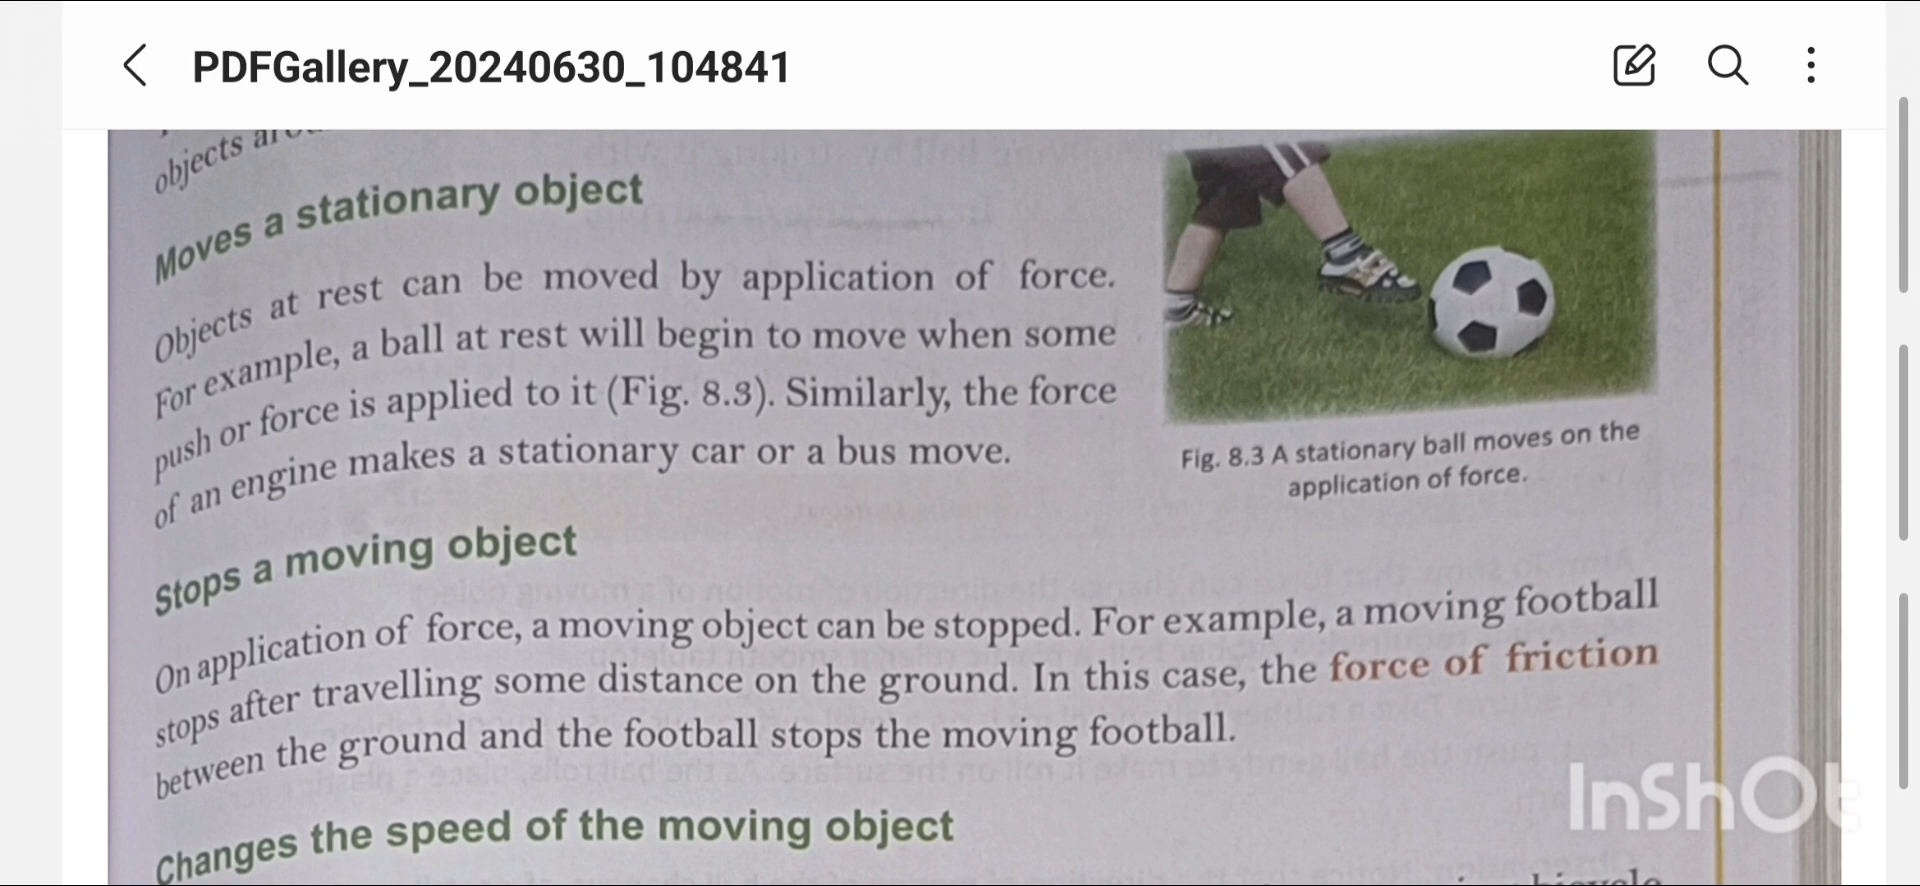 PDFGallery_20240630_104841
objects
Moves a stationary object
Objects at rest can be moved by application of force.
For example, a ball at rest will begin to move when some
push or force is applied to it (Fig. 8.3). Similarly, the force
of an engine makes a stationary car or a bus move.
Fig. 8.3 A stationary ball moves on the
application of force.
Stops a moving object
On application of force, a moving object can be stopped. For example, a moving football
stops after travelling some distance on the ground. In this case, the force of friction
between the ground and the football stops the moving football.
Changes the speed of the moving object
InShOt